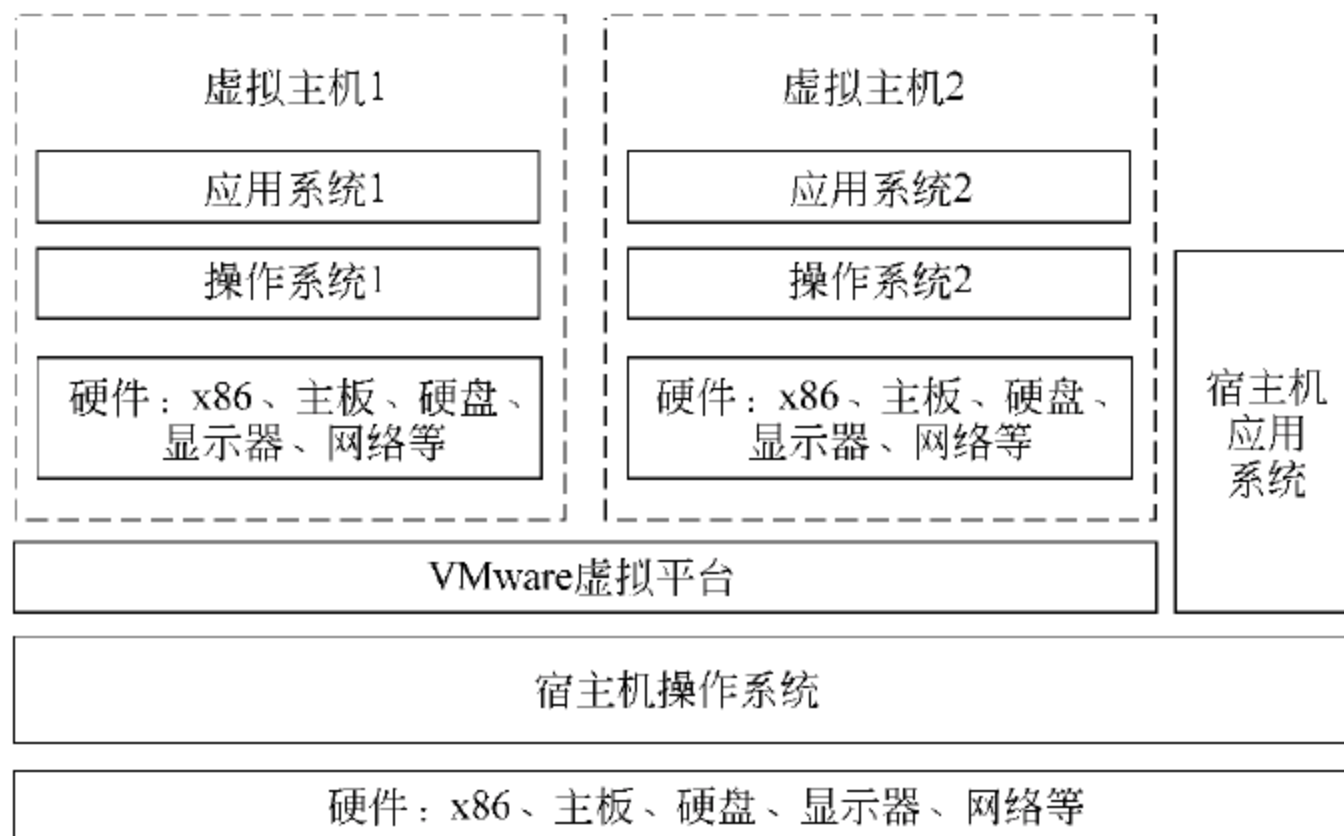 虚拟主机1
应用系统1
操作系统1
硬件：x86、主板、硬盘、
显示器、网络等
虚拟主机2
应用系统2
操作系统2
硬件：x86、主板、硬盘、
显示器、网络等
宿主机
应用
系统
VMware虚拟平台
宿主机操作系统
硬件：x86、主板、硬盘、显示器、网络等